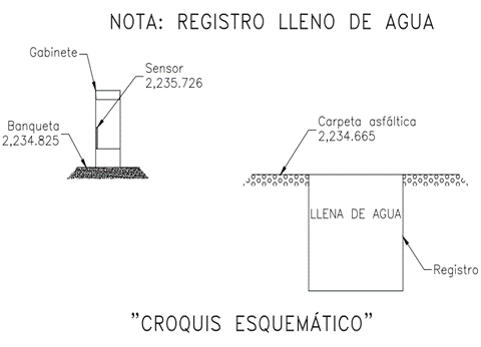 NOTA: REGISTRO LLENO DE AGUA
Gabinete
Sensor
2,235.726
Banqueta
2,234.825
Carpeta asfáltica
2,234.665
LLENA DE AGUA
Registro
"CROQUIS ESQUEMÁTICO"